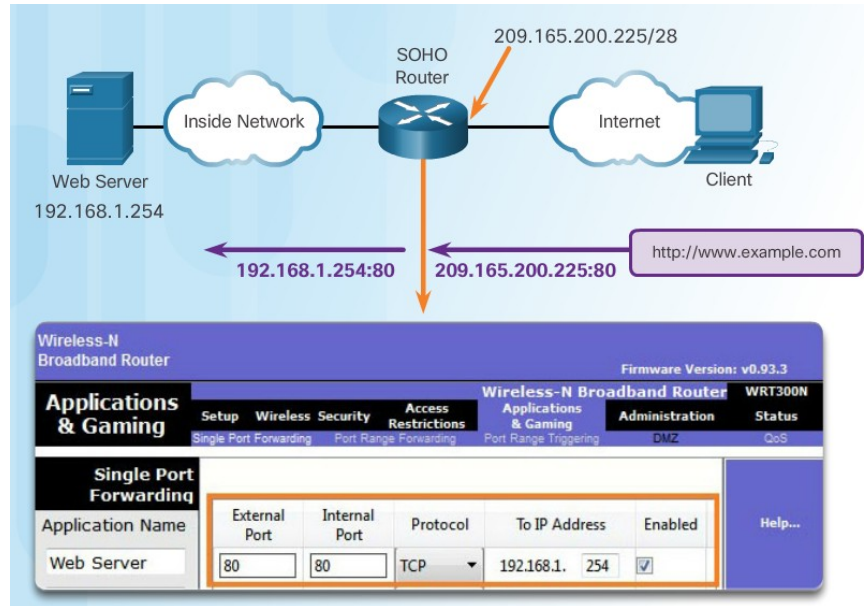 209.165.200.225/28
SOHO
Router
Inside Network
Internet
Web Server
192.168.1.254
Client
http://www.example.com
192.168.1.254:80
209.165.200.225:80
Wireless-N
Broadband Router
Firmware Version: v0.93.3
Applications
& Gaming
Wireless-N Broadband Router WRT300N
Setup Wireless Security Access Restrictions Applications & Gaming Administration Status
Single Port Forwarding Port Range Forwarding Port Range Triggering DMZ QoS
Single Port
Forwarding
External Port Internal Port Protocol To IP Address Enabled
Help...
Application Name
Web Server 80 80 TCP 192.168.1. 254